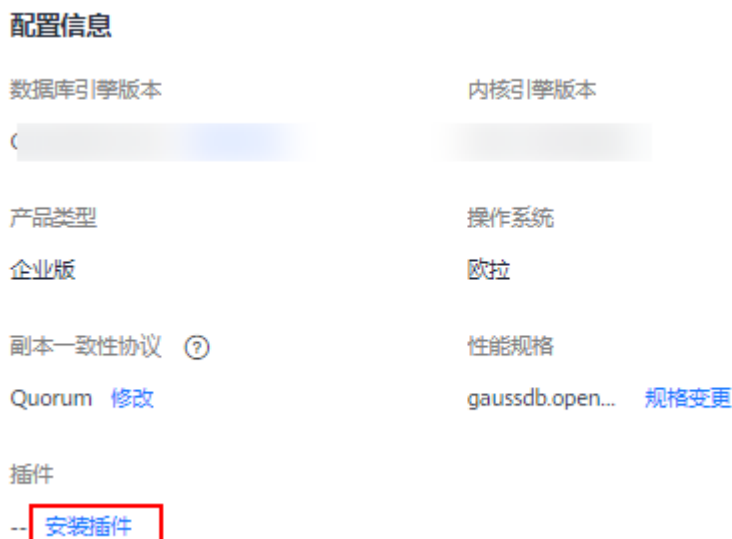 配置信息
数据库引擎版本 内核引擎版本
产品类型 操作系统
企业版 欧拉
副本一致性协议 ? 性能规格
Quorum 修改 gaussdb.open... 规格变更
插件
-- 安装插件